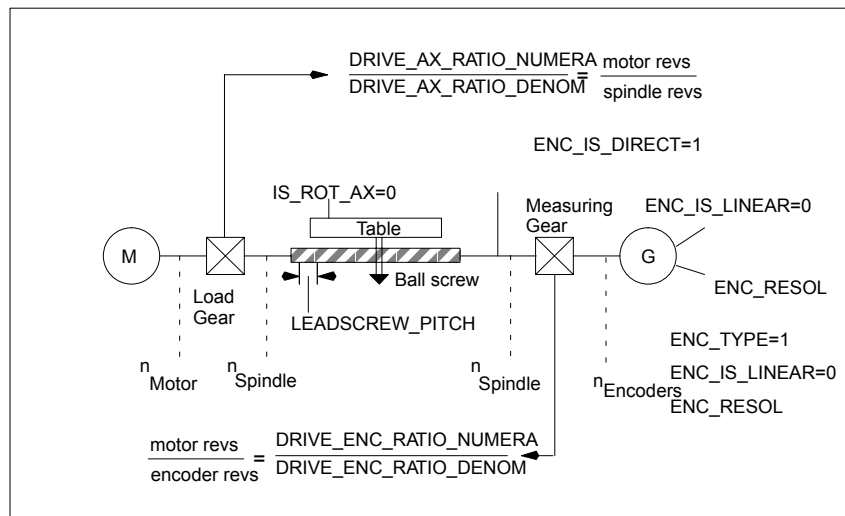 DRIVE_AX_RATIO_NUMERA = motor revs
DRIVE_AX_RATIO_DENOM spindle revs
ENC_IS_DIRECT=1
IS_ROT_AX=0
Measuring
Gear
ENC_IS_LINEAR=0
Table
M
G
Load
Gear
Ball screw
ENC_RESOL
LEADSCREW_PITCH
ENC_TYPE=1
n Motor
n Spindle
n Spindle
n Encoders
ENC_IS_LINEAR=0
ENC_RESOL
motor revs = DRIVE_ENC_RATIO_NUMERA
encoder revs DRIVE_ENC_RATIO_DENOM